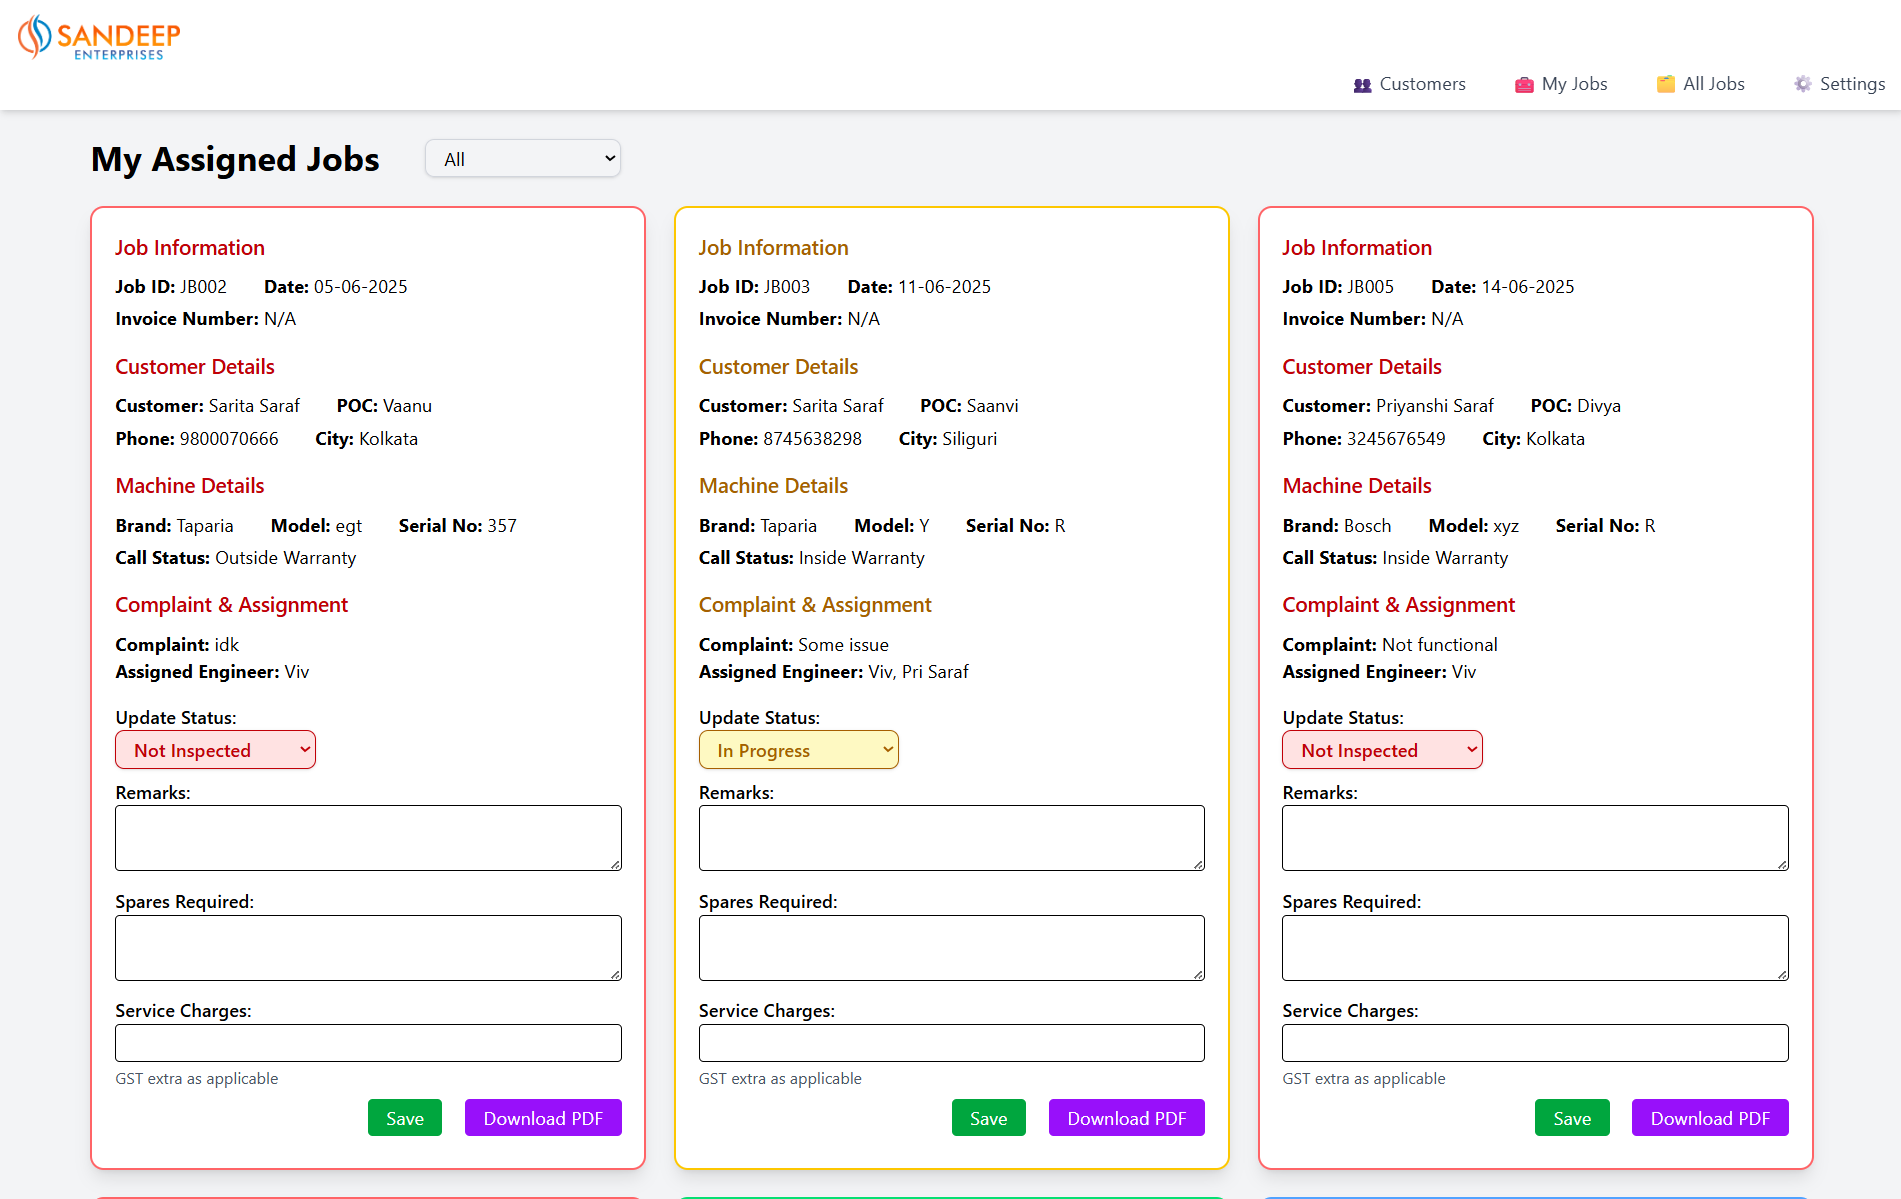 SANDEEP
ENTERPRISES
Customers My Jobs All Jobs Settings
My Assigned Jobs All
Job Information
Job ID: JB002 Date: 05-06-2025
Invoice Number: N/A
Customer Details
Customer: Sarita Saraf POC: Vaanu
Phone: 9800070666 City: Kolkata
Machine Details
Brand: Taparia Model: egt Serial No: 357
Call Status: Outside Warranty
Complaint & Assignment
Complaint: idk
Assigned Engineer: Viv
Update Status:
Not Inspected
Remarks:
Spares Required:
Service Charges:
GST extra as applicable
Save Download PDF
Job Information
Job ID: JB003 Date: 11-06-2025
Invoice Number: N/A
Customer Details
Customer: Sarita Saraf POC: Saanvi
Phone: 8745638298 City: Siliguri
Machine Details
Brand: Taparia Model: Y Serial No: R
Call Status: Inside Warranty
Complaint & Assignment
Complaint: Some issue
Assigned Engineer: Viv, Pri Saraf
Update Status:
In Progress
Remarks:
Spares Required:
Service Charges:
GST extra as applicable
Save Download PDF
Job Information
Job ID: JB005 Date: 14-06-2025
Invoice Number: N/A
Customer Details
Customer: Priyanshi Saraf POC: Divya
Phone: 3245676549 City: Kolkata
Machine Details
Brand: Bosch Model: xyz Serial No: R
Call Status: Inside Warranty
Complaint & Assignment
Complaint: Not functional
Assigned Engineer: Viv
Update Status:
Not Inspected
Remarks:
Spares Required:
Service Charges:
GST extra as applicable
Save Download PDF